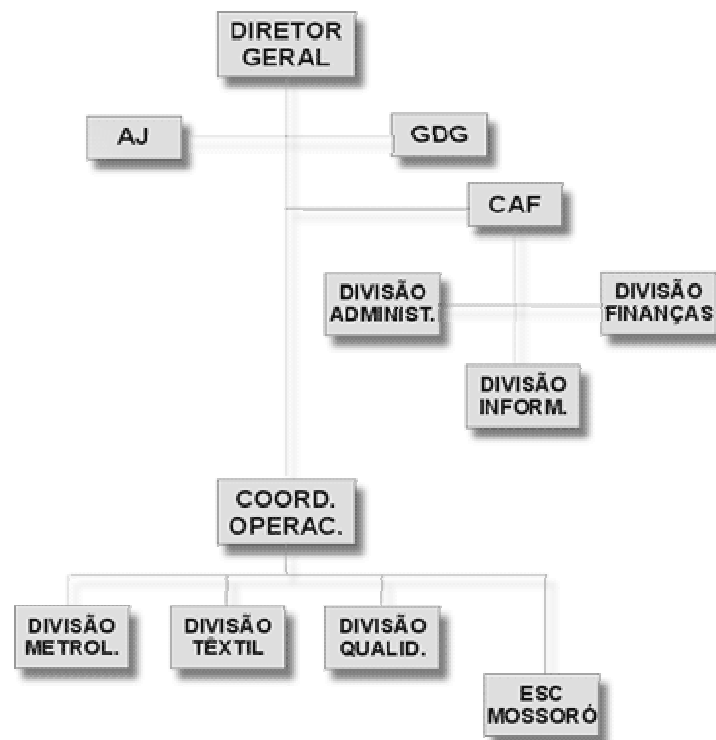 DIRETOR
GERAL
AJ
GDG
CAF
DIVISÃO
ADMINIST.
DIVISÃO
FINANÇAS
DIVISÃO
INFORM.
COORD.
OPERAC.
DIVISÃO
METROL.
DIVISÃO
TÊXTIL
DIVISÃO
QUALID.
ESC
MOSSORÓ